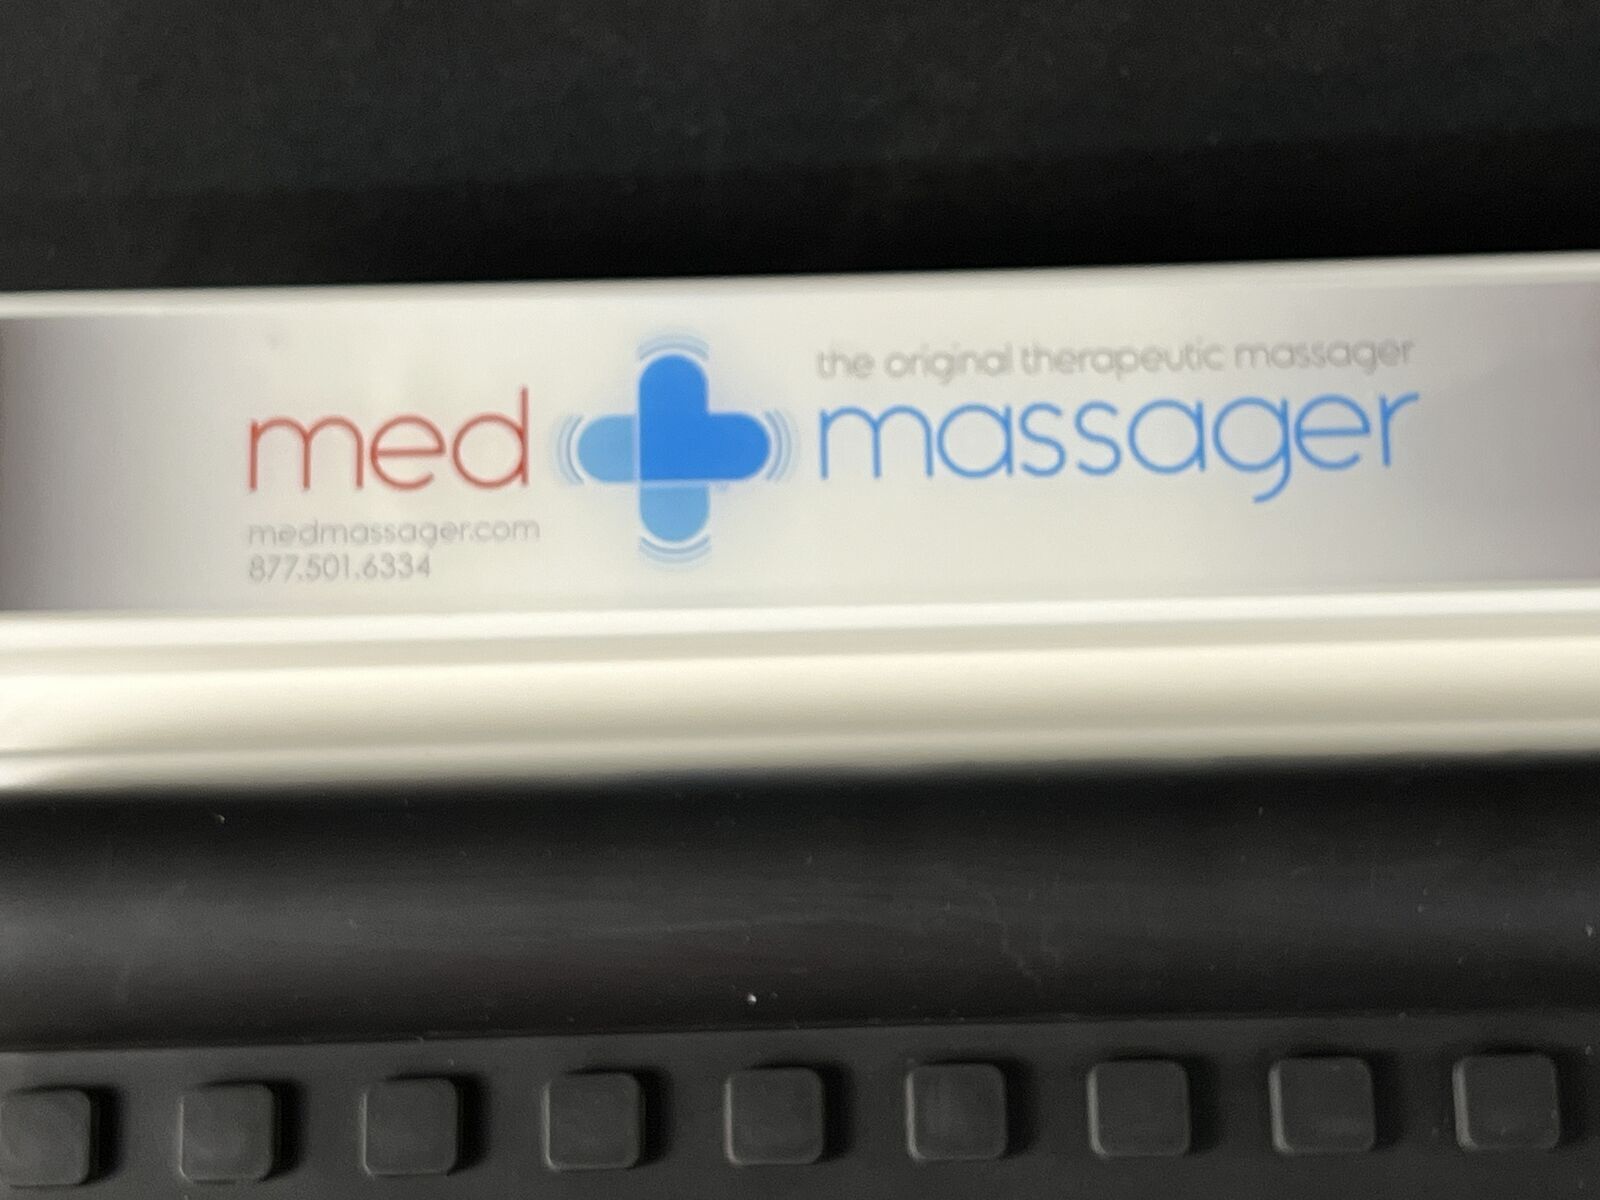 med
medmassager.com
877.501.6334
the original therapeutic massager
massager